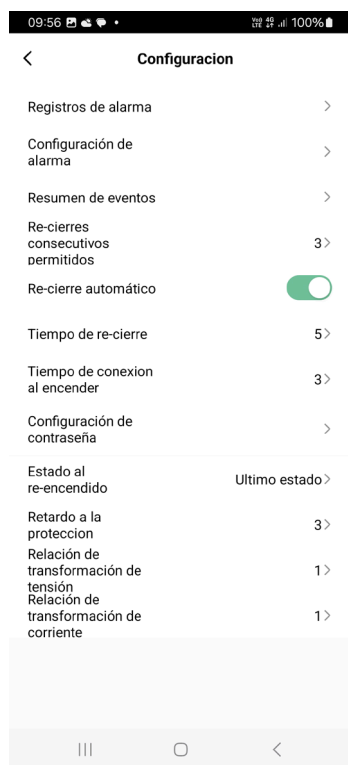 09:56 VoD 4G LTE 100%
Configuracion
Registros de alarma
Configuración de
alarma
Resumen de eventos
Re-cierres
consecutivos
permitidos
3
Re-cierre automático
Tiempo de re-cierre
5
Tiempo de conexion
al encender
3
Configuración de
contraseña
Estado al
re-encendido
Ultimo estado
Retardo a la
proteccion
3
Relación de
transformación de
tensión
1
Relación de
transformación de
corriente
1